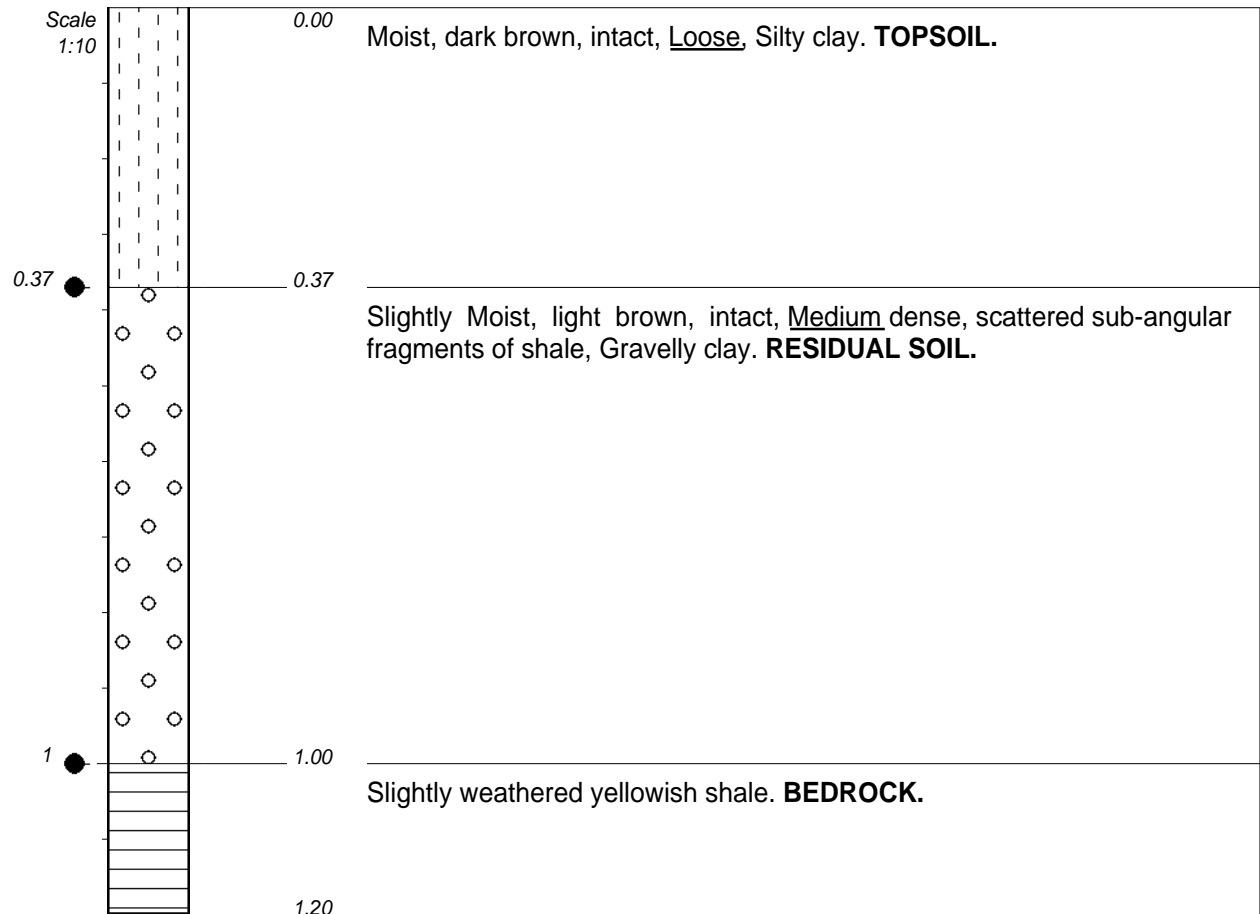 Scale
1:10
0.00
Moist, dark brown, intact, Loose, Silty clay. TOPSOIL.
0.37
0.37
Slightly Moist, light brown, intact, Medium dense, scattered sub-angular
fragments of shale, Gravelly clay. RESIDUAL SOIL.
1
1.00
Slightly weathered yellowish shale. BEDROCK.
1.20